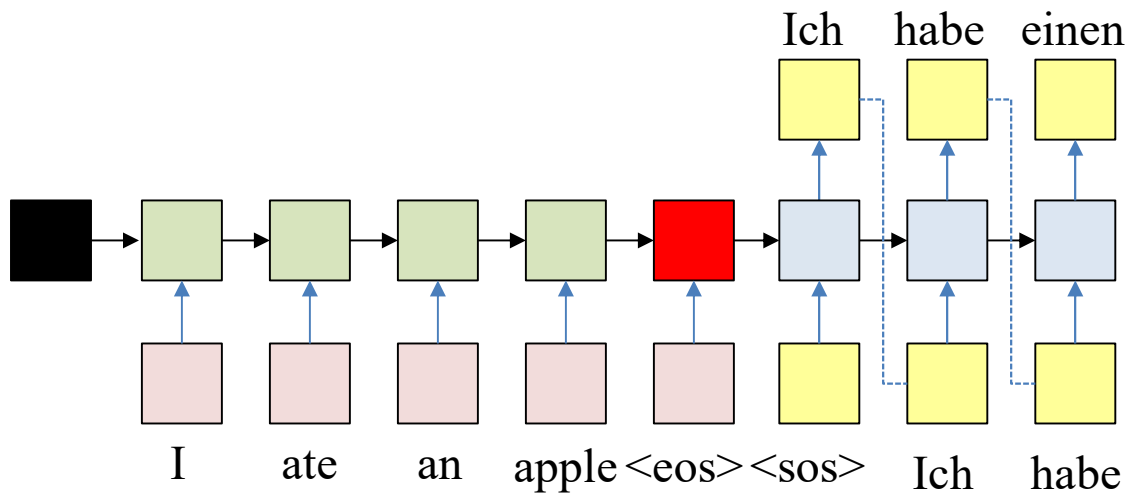 Ich habe einen
I ate an apple <eos> <sos> Ich habe